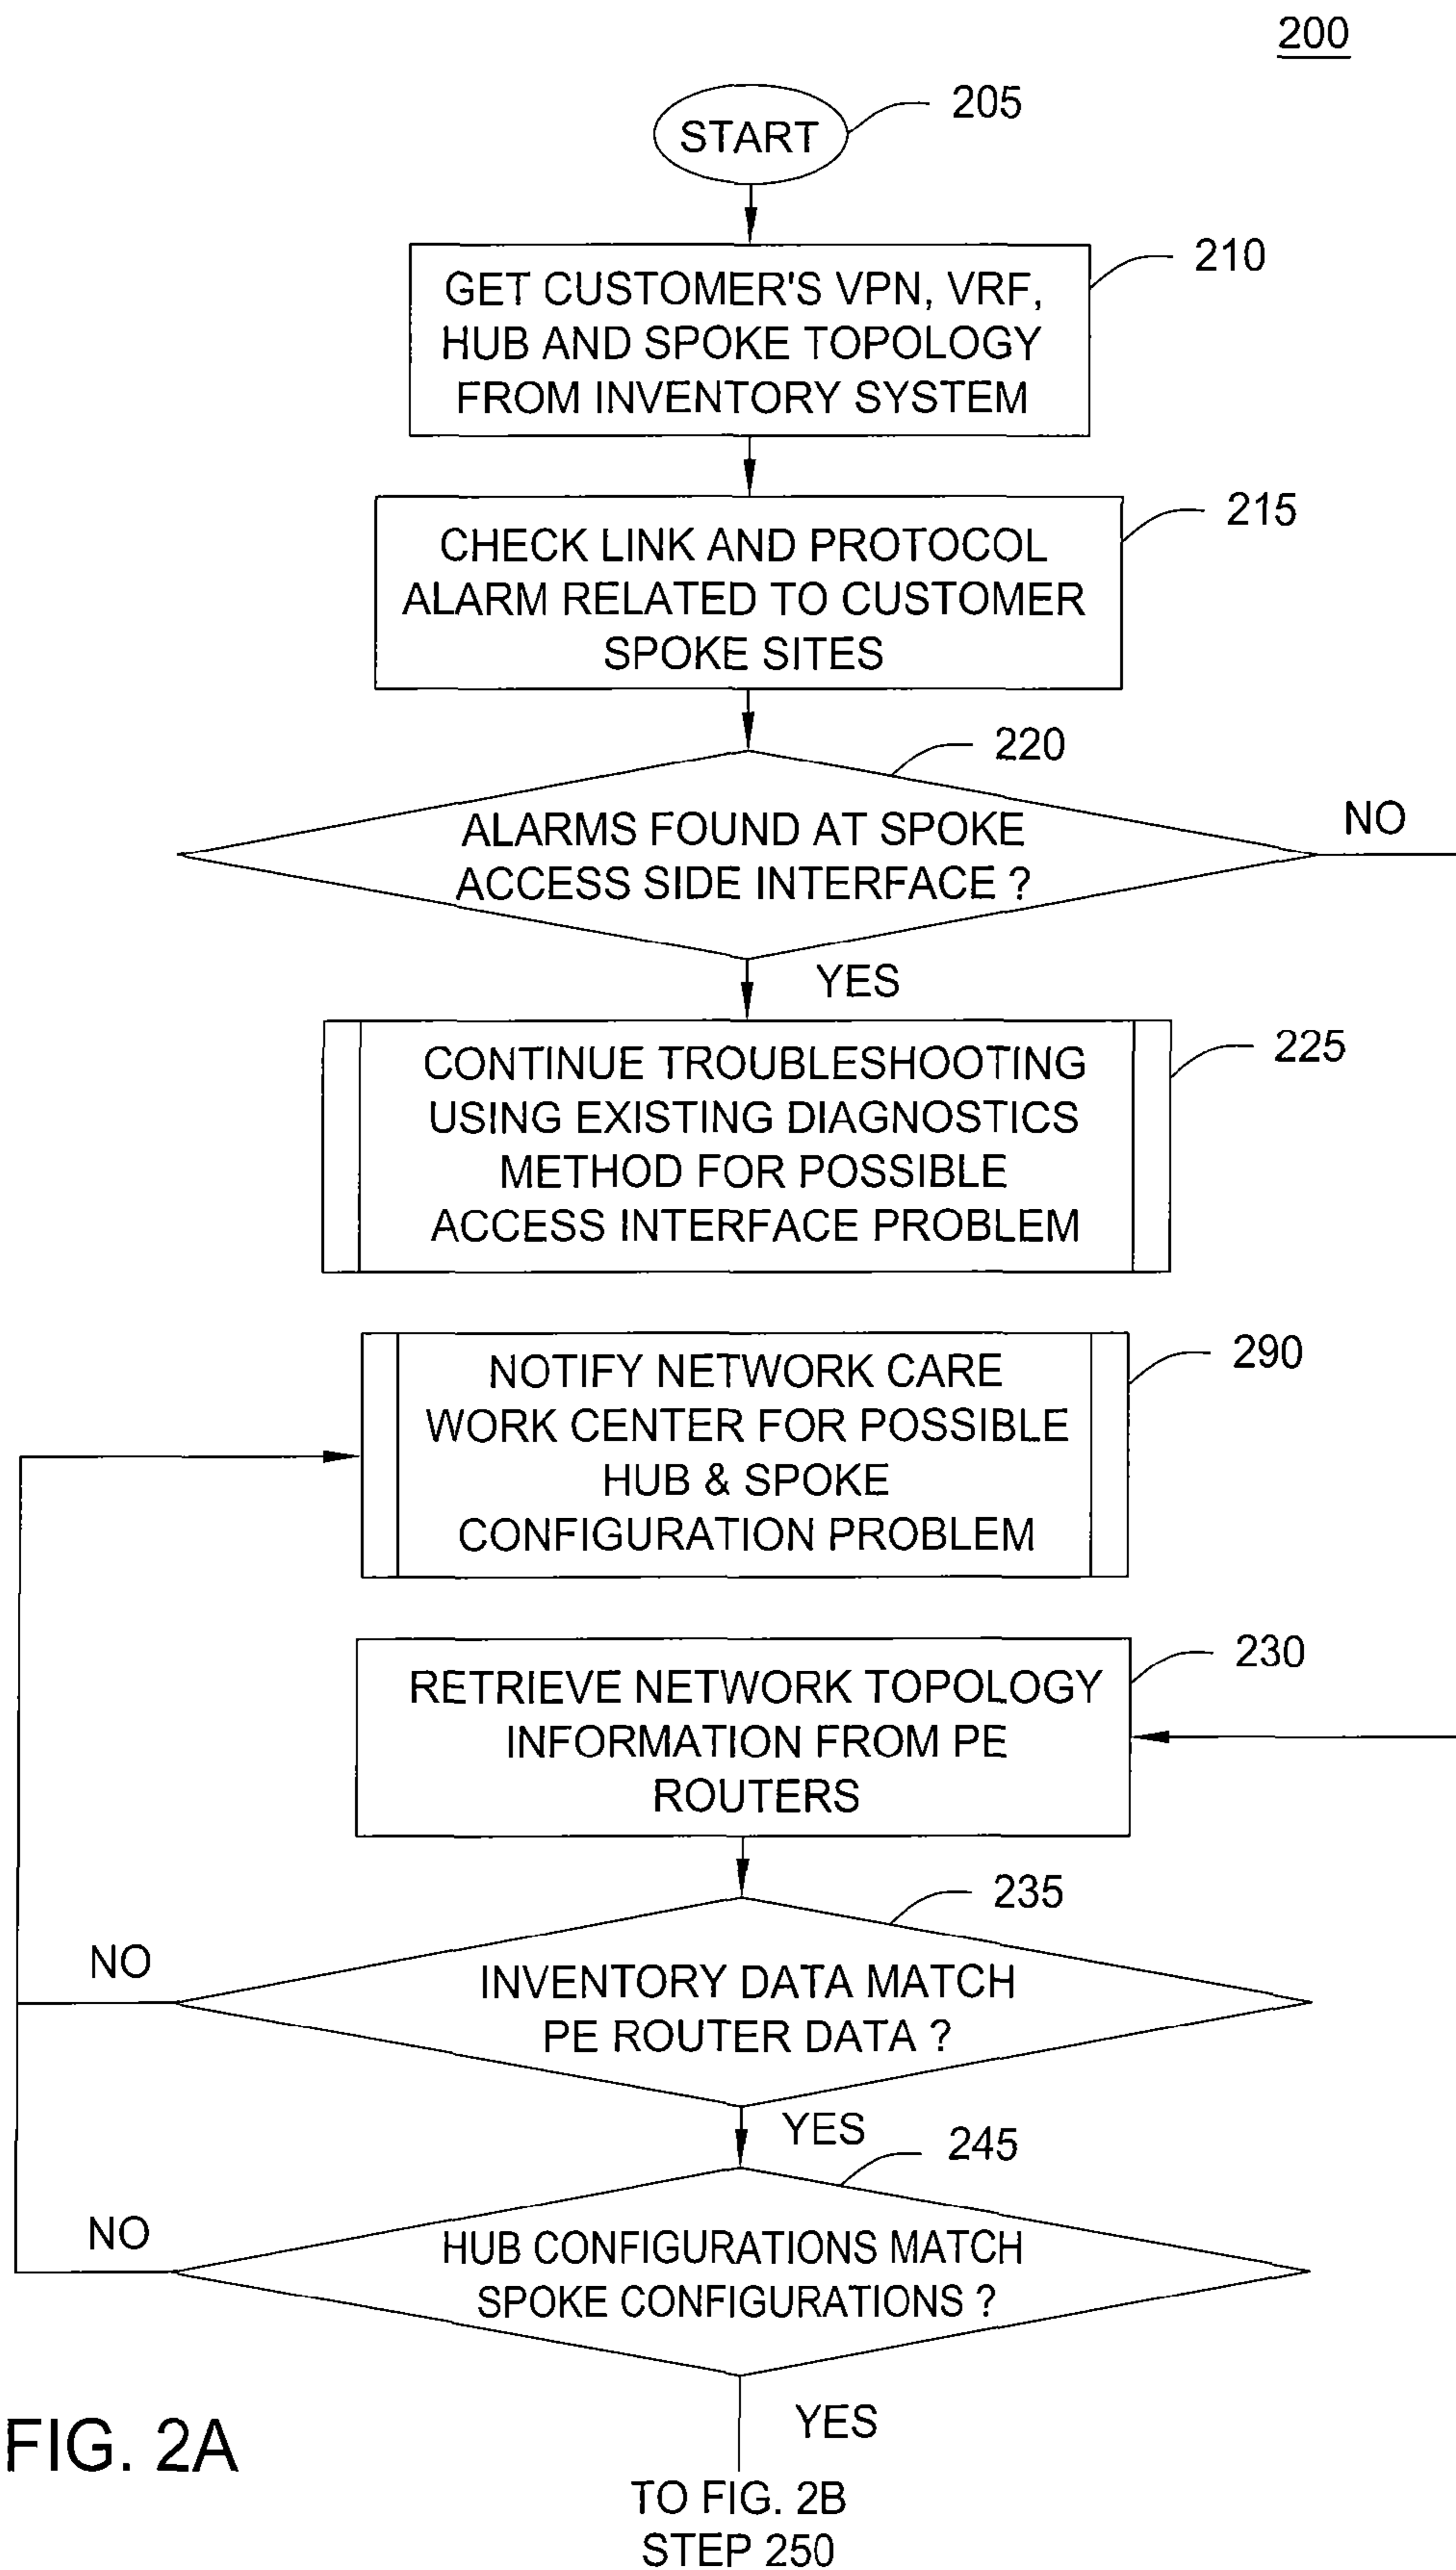 200
START
205
GET CUSTOMER'S VPN, VRF,
HUB AND SPOKE TOPOLOGY
FROM INVENTORY SYSTEM
210
CHECK LINK AND PROTOCOL
ALARM RELATED TO CUSTOMER
SPOKE SITES
215
220
ALARMS FOUND AT SPOKE
ACCESS SIDE INTERFACE ?
NO
YES
CONTINUE TROUBLESHOOTING
USING EXISTING DIAGNOSTICS
METHOD FOR POSSIBLE
ACCESS INTERFACE PROBLEM
225
NOTIFY NETWORK CARE
WORK CENTER FOR POSSIBLE
HUB & SPOKE
CONFIGURATION PROBLEM
290
RETRIEVE NETWORK TOPOLOGY
INFORMATION FROM PE
ROUTERS
230
235
NO
INVENTORY DATA MATCH
PE ROUTER DATA ?
YES
245
NO
HUB CONFIGURATIONS MATCH
SPOKE CONFIGURATIONS ?
YES
FIG. 2A
TO FIG. 2B
STEP 250